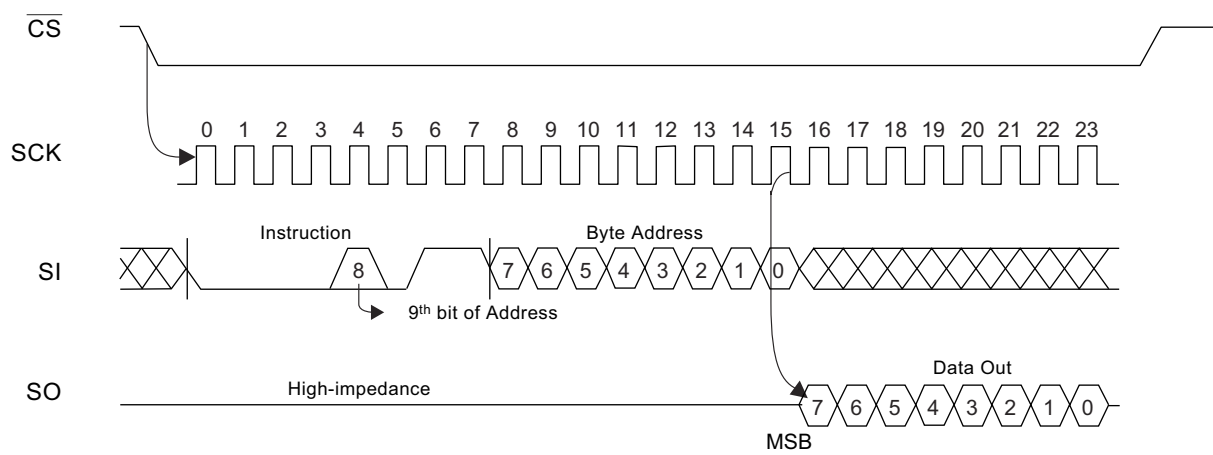 CS
0 1 2 3 4 5 6 7 8 9 10 11 12 13 14 15 16 17 18 19 20 21 22 23
SCK
Instruction Byte Address
SI 8 7 6 5 4 3 2 1 0
9th bit of Address
Data Out
High-impedance
SO 7 6 5 4 3 2 1 0
MSB